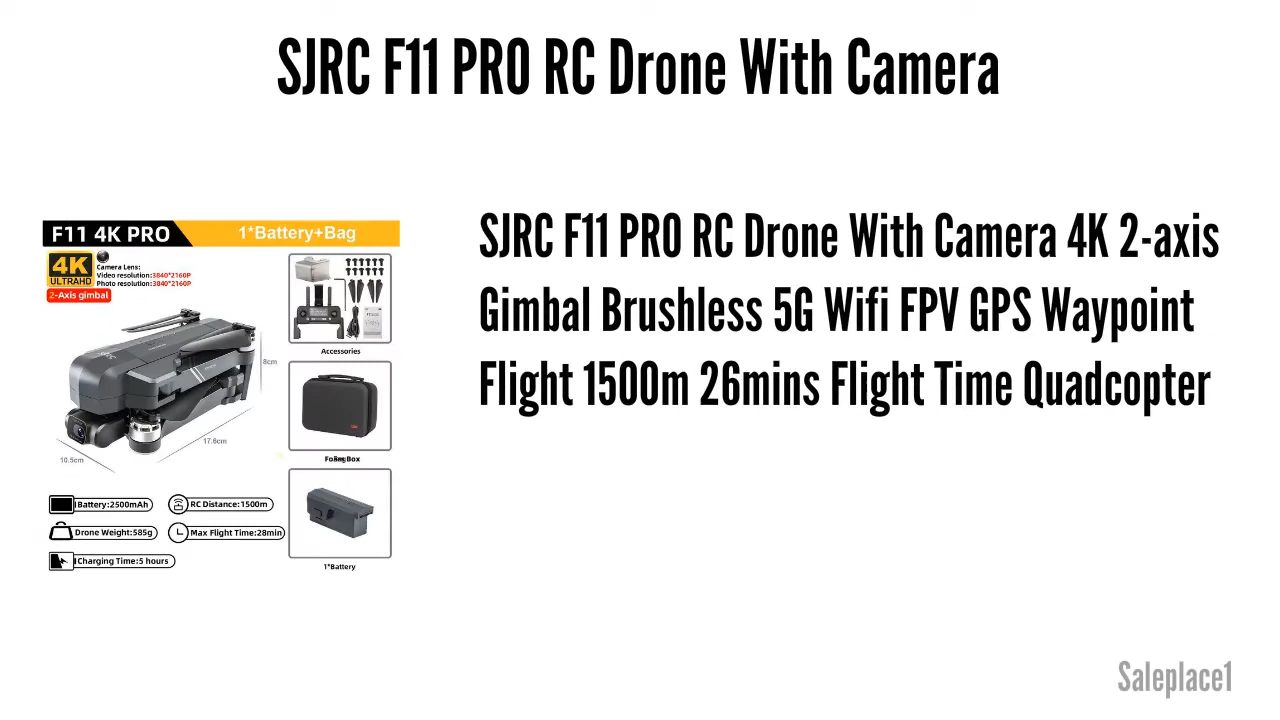 SJRC F11 PRO RC Drone With Camera
F11 4K PRO
1*Battery+Bag
4K
ULTRAHD
Camera Lens:
Video resolution:3840*2160P
Photo resolution:3840*2160P
2-Axis gimbal
8cm
17.6cm
10.5cm
Accessories
Box
1*Battery
Battery:2500mAh
RC Distance:1500m
Drone Weight:585g
Max Flight Time:28min
Charging Time:5 hours
SJRC F11 PRO RC Drone With Camera 4K 2-axis
Gimbal Brushless 5G Wifi FPV GPS Waypoint
Flight 1500m 26mins Flight Time Quadcopter
Saleplace1